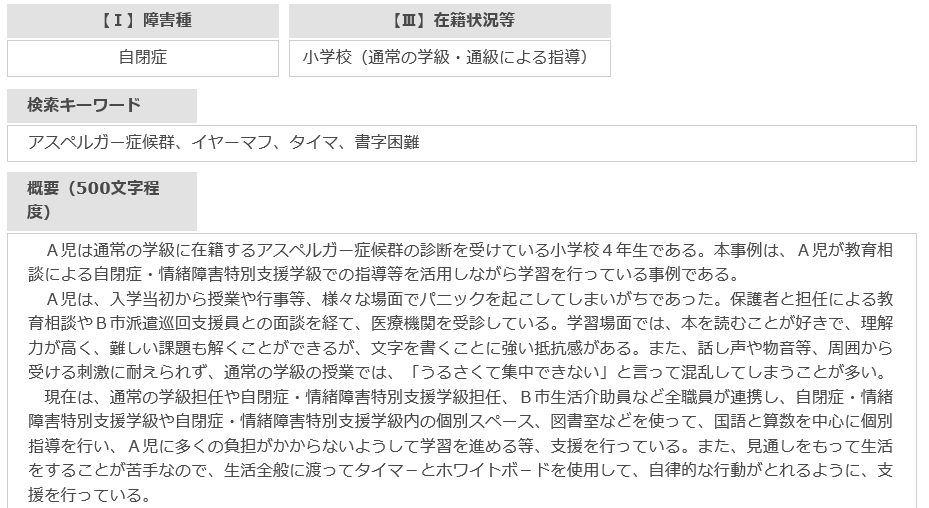 【Ⅰ】障害種
【Ⅲ】在籍状況等
自閉症
小学校（通常の学級・通級による指導）
検索キーワード
アスペルガー症候群、イヤーマフ、タイマ、書字困難
概要（500文字程
度）
Ａ児は通常の学級に在籍するアスペルガー症候群の診断を受けている小学校４年生である。本事例は、Ａ児が教育相
談による自閉症・情緒障害特別支援学級での指導等を活用しながら学習を行っている事例である。
Ａ児は、入学当初から授業や行事等、様々な場面でパニックを起こしてしまいがちであった。保護者と担任による教
育相談やＢ市派遣巡回支援員との面談を経て、医療機関を受診している。学習場面では、本を読むことが好きで、理解
力が高く、難しい課題も解くことができるが、文字を書くことに強い抵抗感がある。また、話し声や物音等、周囲から
受ける刺激に耐えられず、通常の学級の授業では、「うるさくて集中できない」と言って混乱してしまうことが多い。
現在は、通常の学級担任や自閉症・情緒障害特別支援学級担任、Ｂ市生活介助員など全職員が連携し、自閉症・情緒
障害特別支援学級や自閉症・情緒障害特別支援学級内の個別スペース、図書室などを使って、国語と算数を中心に個別
指導を行い、Ａ児に多くの負担がかからないようして学習を進める等、支援を行っている。また、見通しをもって生活
をすることが苦手なので、生活全般に渡ってタイマ－とホワイトボ－ドを使用して、自律的な行動がとれるように、支
援を行っている。